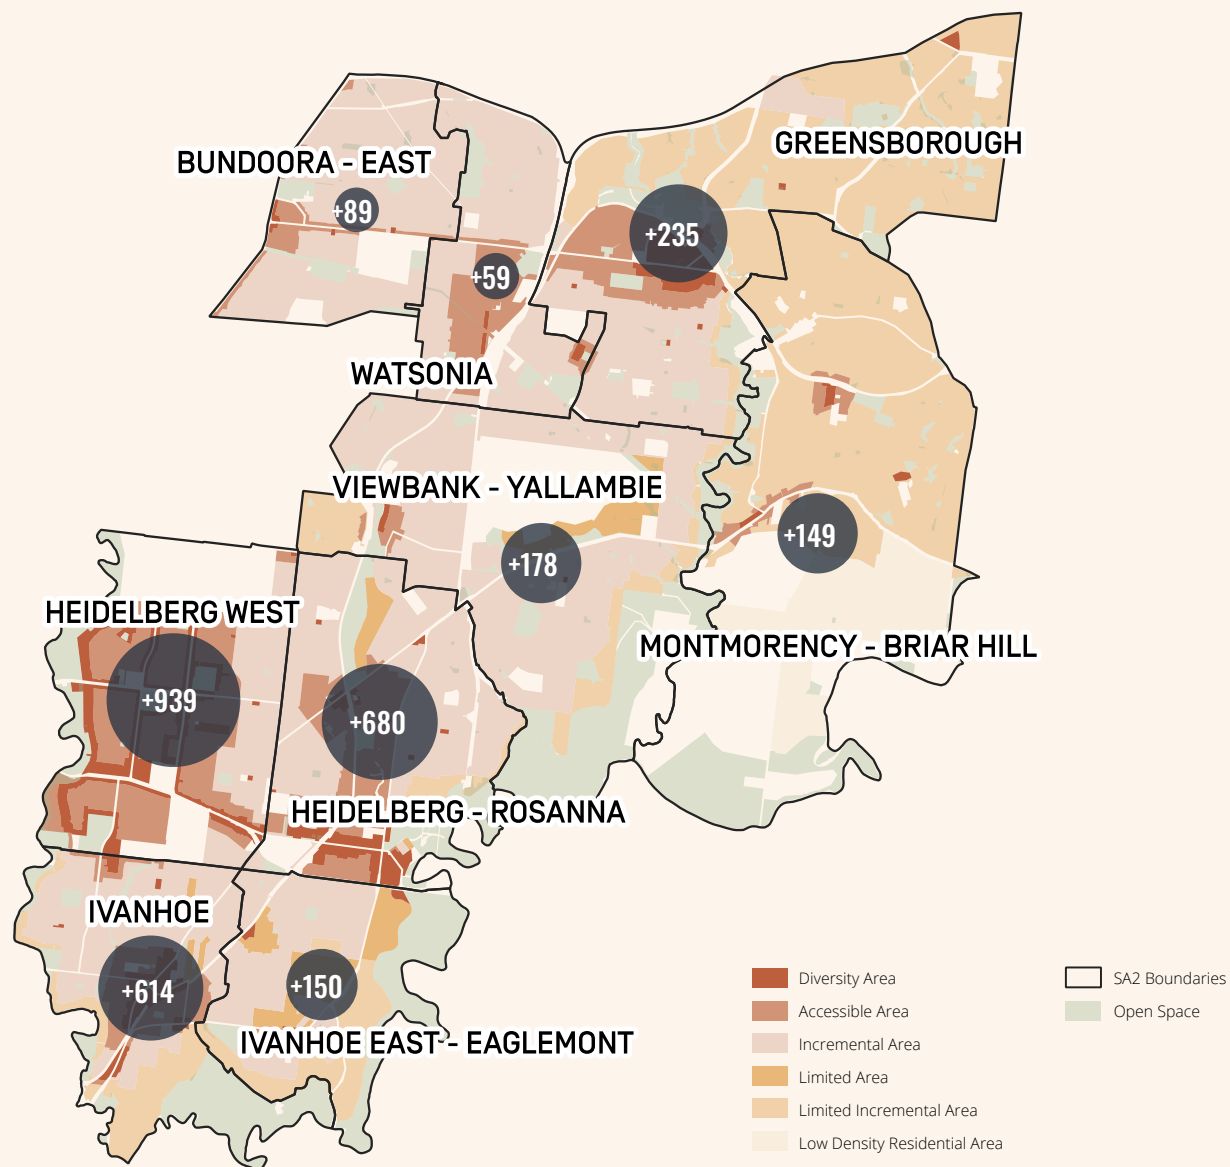 GREENSBOROUGH
BUNDOORA - EAST
+89
+235
+59
WATSONIA
VIEWBANK - YALLAMBIE
+149
+178
HEIDELBERG WEST
MONTMORENCY - BRIAR HILL
+939
+680
HEIDELBERG - ROSANNA
IVANHOE
+614
+150
IVANHOE EAST - EAGLEMONT
Diversity Area
Accessible Area
Incremental Area
Limited Area
Limited Incremental Area
Low Density Residential Area
SA2 Boundaries
Open Space